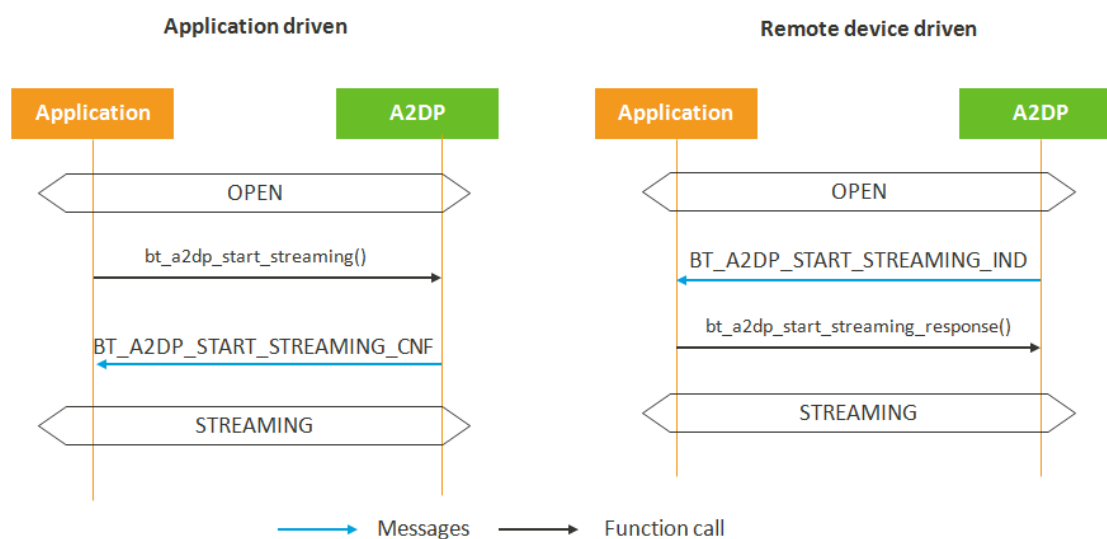 Application driven
Remote device driven
Application
A2DP
Application
A2DP
OPEN
OPEN
bt_a2dp_start_streaming()
BT_A2DP_START_STREAMING_IND
bt_a2dp_start_streaming_response()
BT_A2DP_START_STREAMING_CNF
STREAMING
STREAMING
Messages
Function call